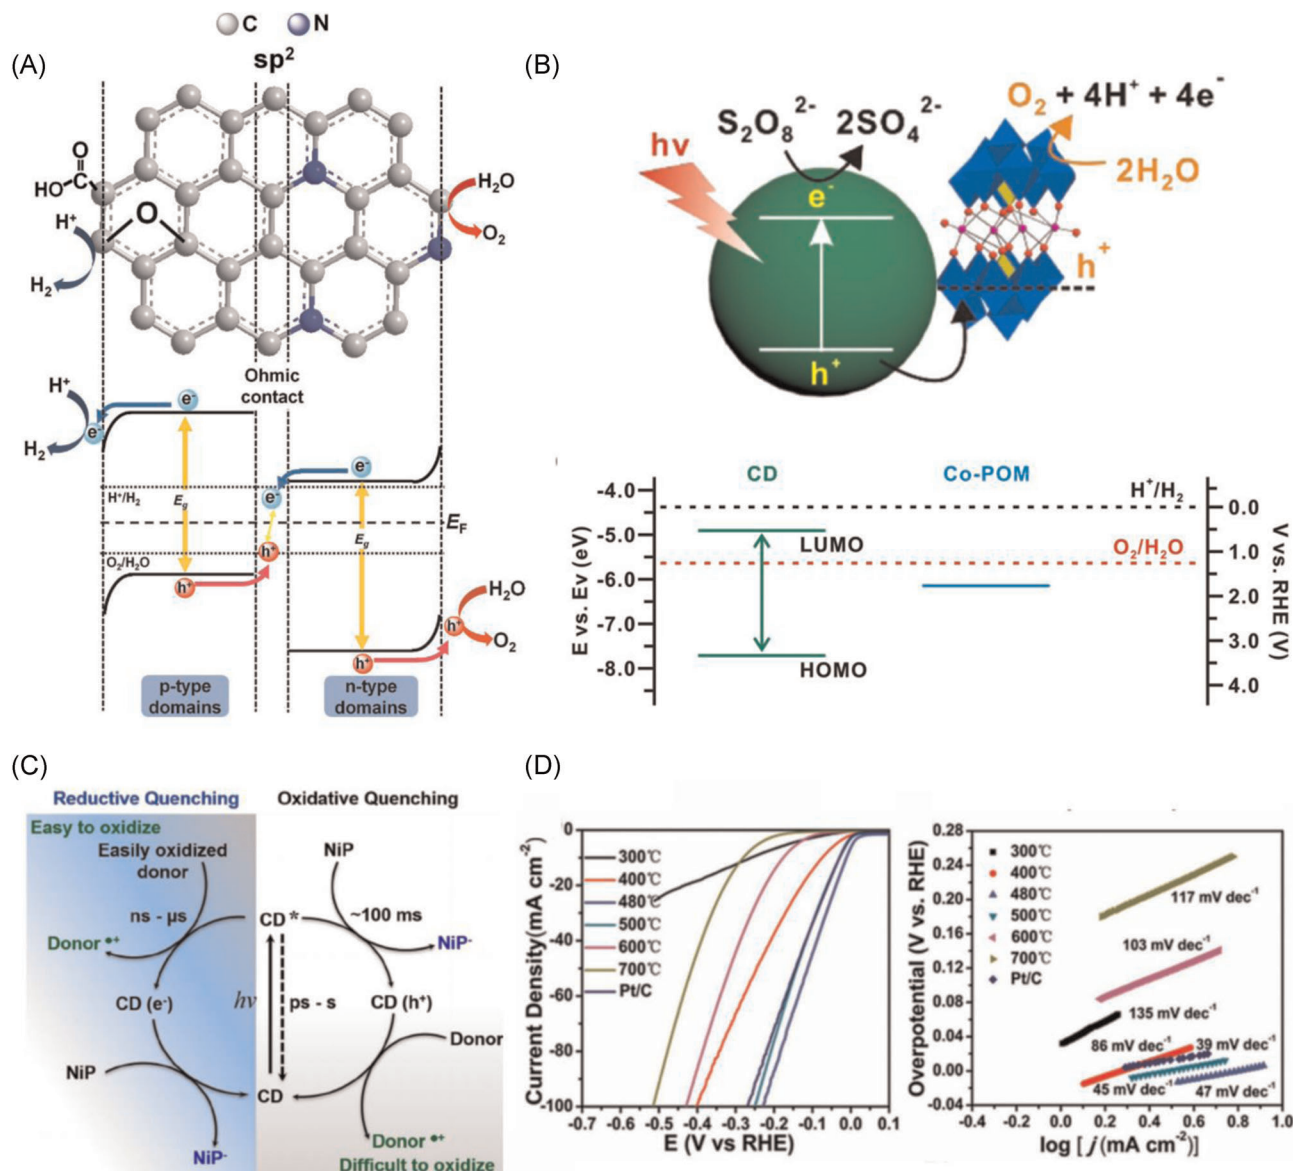 C N
(A)
sp²
O
C
HO
O
H⁺
H₂
H₂O
O₂
Ohmic
contact
H⁺
H₂
e⁻
e⁻
e⁻
e⁻
H⁺/H₂
E_g
E_g
E_F
O₂/H₂O
h⁺
h⁺
h⁺
h⁺
H₂O
O₂
p-type
domains
n-type
domains
(B)
O₂ + 4H⁺ + 4e⁻
S₂O₈²⁻ 2SO₄²⁻
hν
2H₂O
e⁻
h⁺
h⁺
CD Co-POM
H⁺/H₂
LUMO
O₂/H₂O
HOMO
E vs. Ev (eV)
-4.0
-5.0
-6.0
-7.0
-8.0
0.0
1.0
2.0
3.0
4.0
V vs. RHE (V)
(C)
Reductive Quenching Oxidative Quenching
Easy to oxidize
Easily oxidized
donor
NiP
ns - μs
CD*
~100 ms
Donor •+
NiP⁻
CD (e⁻)
hν
ps - s
CD (h⁺)
Donor
NiP
CD
NiP⁻
Donor •+
Difficult to oxidize
(D)
Current Density(mA cm⁻²)
0
-20
-40
-60
-80
-100
300℃
400℃
480℃
500℃
600℃
700℃
Pt/C
-0.7 -0.6 -0.5 -0.4 -0.3 -0.2 -0.1 0.0 0.1
E (V vs RHE)
Overpotential (V vs. RHE)
0.28
0.24
0.20
0.16
0.12
0.08
0.04
0.00
-0.04
300℃
400℃
480℃
500℃
600℃
700℃
Pt/C
117 mV dec⁻¹
103 mV dec⁻¹
135 mV dec⁻¹
86 mV dec⁻¹ 39 mV dec⁻¹
45 mV dec⁻¹ 47 mV dec⁻¹
-0.2 0.0 0.2 0.4 0.6 0.8 1.0
log [ j (mA cm⁻²)]